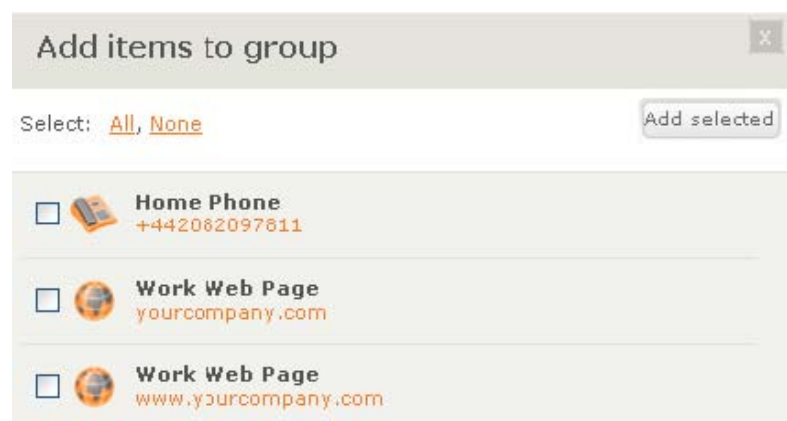 Add items to group
x
Select: All, None
Add selected
Home Phone
+442082097811
Work Web Page
yourcompany.com
Work Web Page
www.yourcompany.com